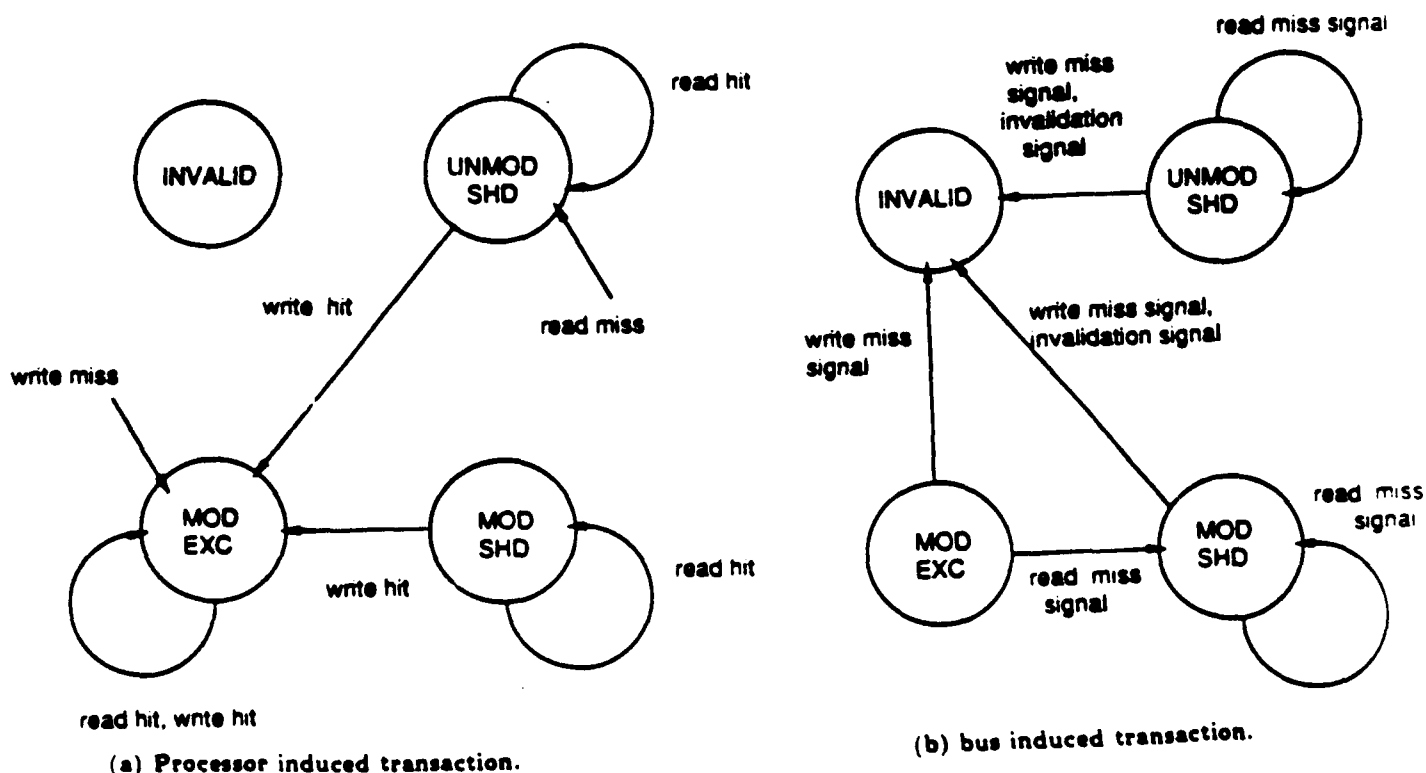 read hit
INVALID
UNMOD
SHD
write hit
read miss
write miss
MOD
EXC
MOD
SHD
write hit
read hit
read hit, write hit
(a) Processor induced transaction.
read miss signal
write miss
signal,
invalidation
signal
INVALID
UNMOD
SHD
write miss
signal
write miss signal,
invalidation signal
MOD
EXC
read miss
signal
MOD
SHD
read miss
signal
(b) bus induced transaction.